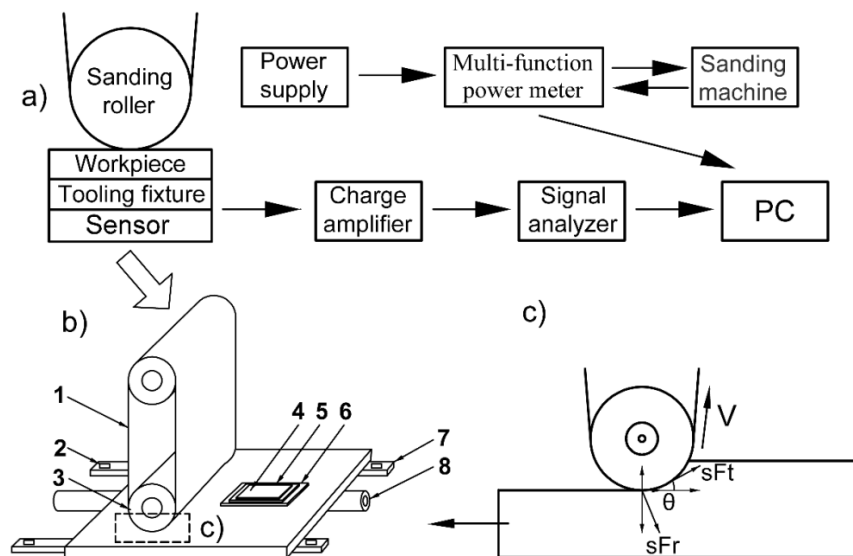 a)
Sanding
roller
Workpiece
Tooling fixture
Sensor
Power
supply
Multi-function
power meter
Sanding
machine
Charge
amplifier
Signal
analyzer
PC
b)
1
2
3
4 5 6
7
8
c)
c)
V
sFt
θ
sFr